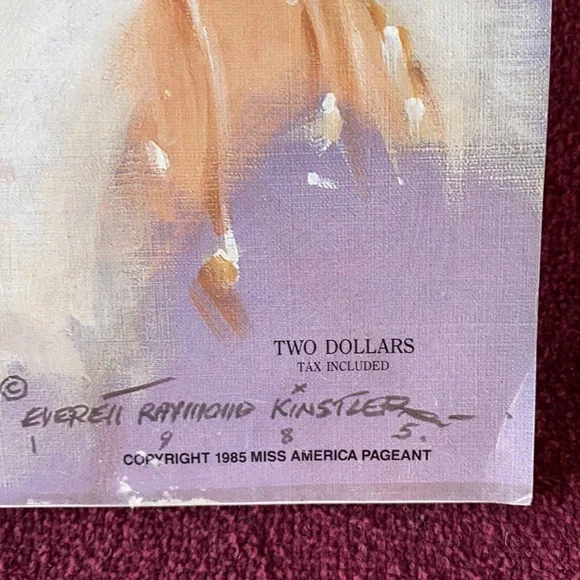 TWO DOLLARS
TAX INCLUDED
© EVERETT RAYMOND KINSTLER
1 9 8 5.
COPYRIGHT 1985 MISS AMERICA PAGEANT